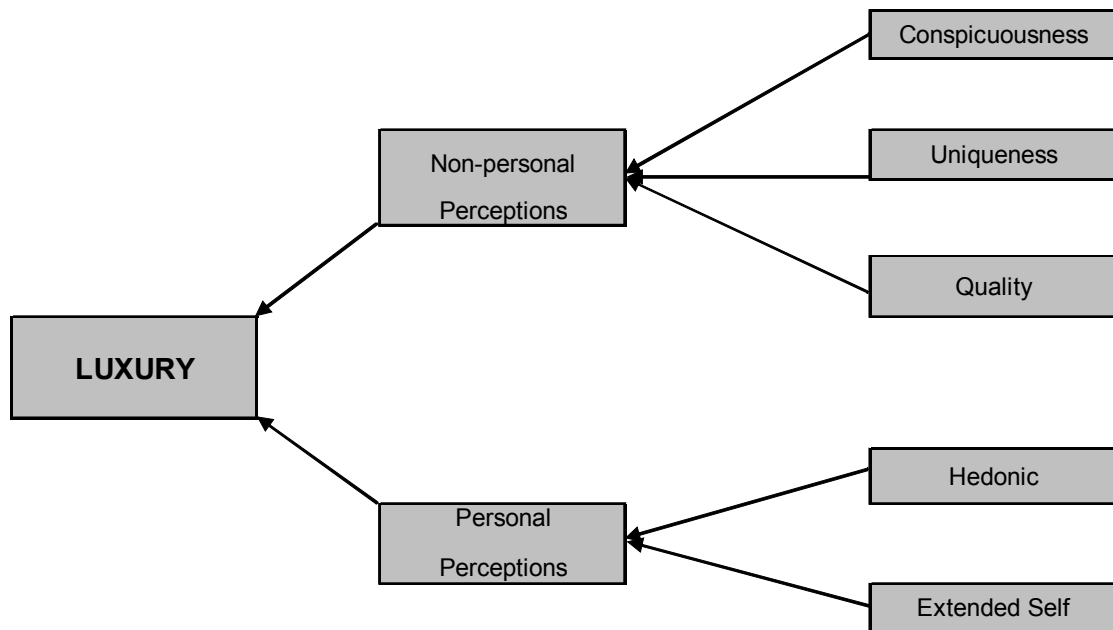 Conspicuousness
Non-personal
Perceptions
Uniqueness
Quality
LUXURY
Hedonic
Personal
Perceptions
Extended Self